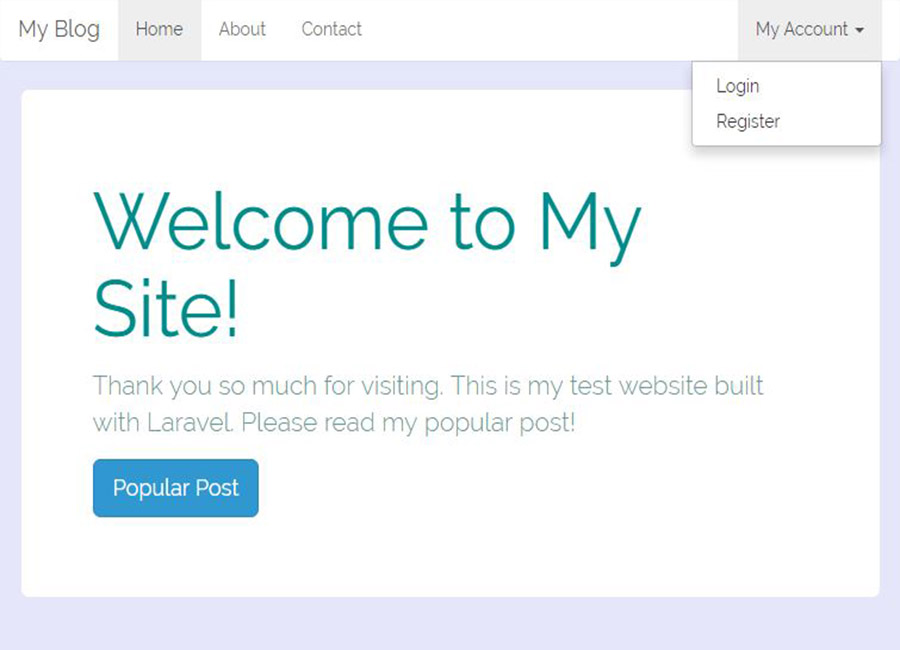 My Blog Home About Contact My Account
Login
Register
Welcome to My
Site!
Thank you so much for visiting. This is my test website built
with Laravel. Please read my popular post!
Popular Post